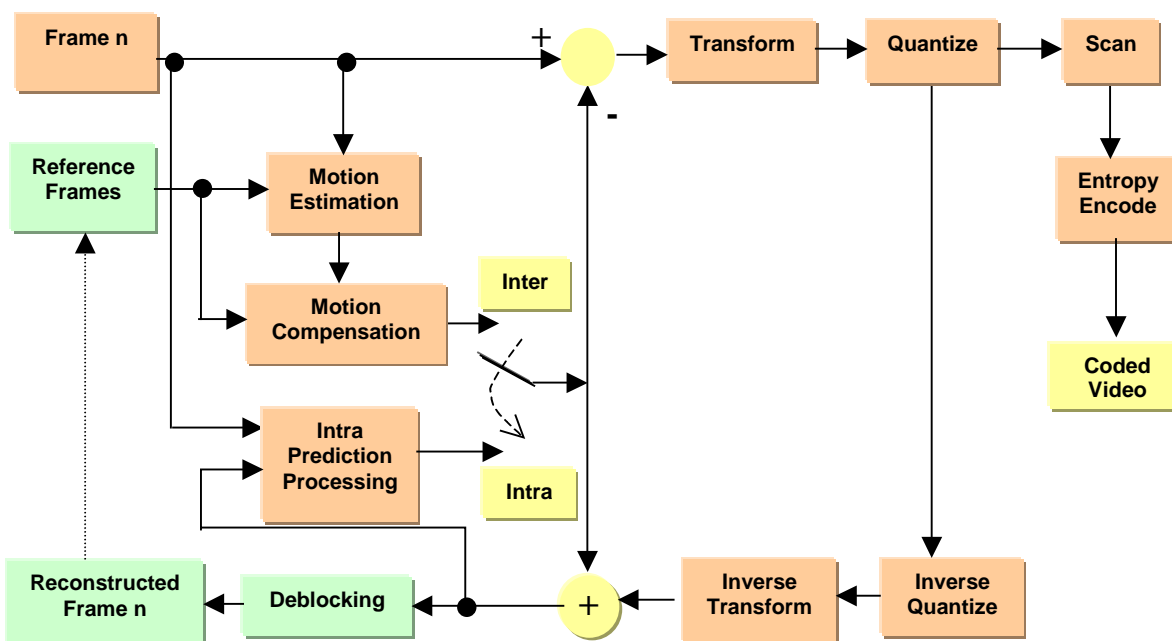 Frame n
+
Transform
Quantize
Scan
-
Reference
Frames
Motion
Estimation
Entropy
Encode
Inter
Motion
Compensation
Coded
Video
Intra
Prediction
Processing
Intra
Reconstructed
Frame n
Deblocking
+
Inverse
Transform
Inverse
Quantize